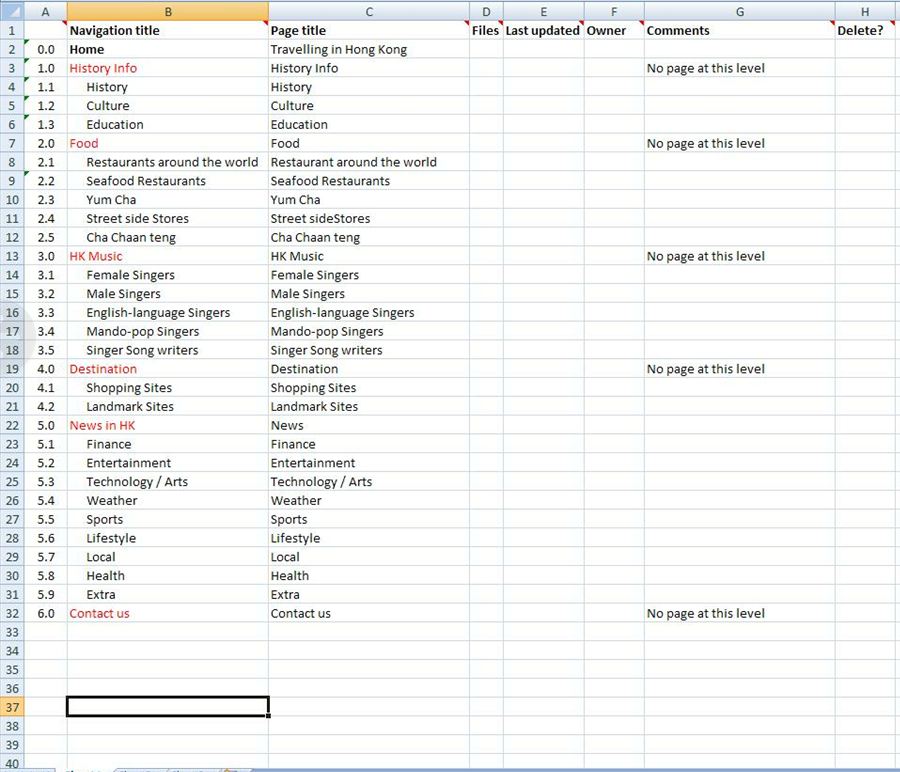 A B C D E F G H
1 Navigation title Page title Files Last updated Owner Comments Delete?
2 0.0 Home Travelling in Hong Kong
3 1.0 History Info History Info No page at this level
4 1.1 History History
5 1.2 Culture Culture
6 1.3 Education Education
7 2.0 Food Food No page at this level
8 2.1 Restaurants around the world Restaurant around the world
9 2.2 Seafood Restaurants Seafood Restaurants
10 2.3 Yum Cha Yum Cha
11 2.4 Street side Stores Street sideStores
12 2.5 Cha Chaan teng Cha Chaan teng
13 3.0 HK Music HK Music No page at this level
14 3.1 Female Singers Female Singers
15 3.2 Male Singers Male Singers
16 3.3 English-language Singers English-language Singers
17 3.4 Mando-pop Singers Mando-pop Singers
18 3.5 Singer Song writers Singer Song writers
19 4.0 Destination Destination No page at this level
20 4.1 Shopping Sites Shopping Sites
21 4.2 Landmark Sites Landmark Sites
22 5.0 News in HK News
23 5.1 Finance Finance
24 5.2 Entertainment Entertainment
25 5.3 Technology / Arts Technology / Arts
26 5.4 Weather Weather
27 5.5 Sports Sports
28 5.6 Lifestyle Lifestyle
29 5.7 Local Local
30 5.8 Health Health
31 5.9 Extra Extra
32 6.0 Contact us Contact us No page at this level
33
34
35
36
37
38
39
40